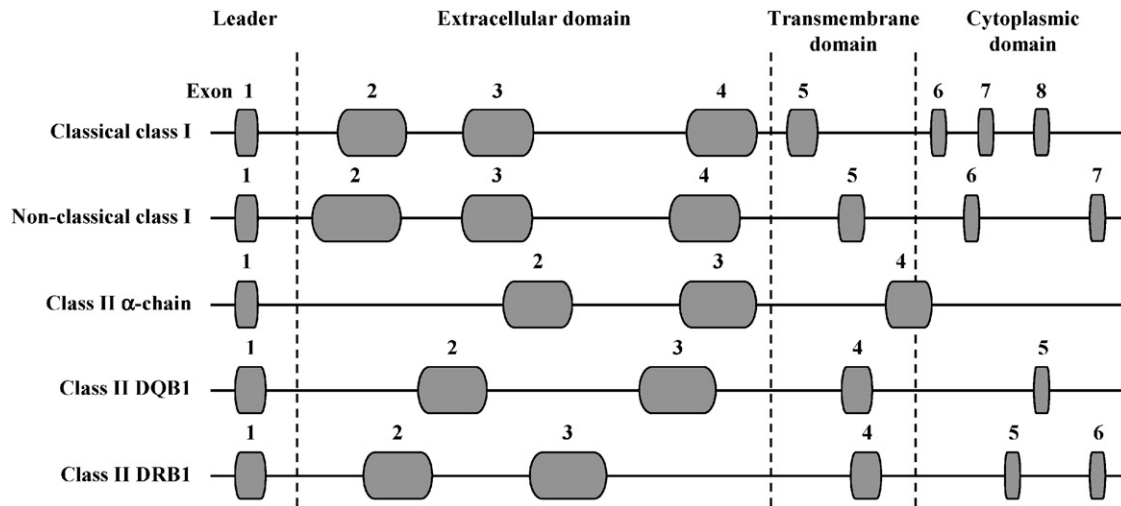 Leader Extracellular domain Transmembrane domain Cytoplasmic domain
Exon 1 2 3 4 5 6 7 8
Classical class I
1 2 3 4 5 6 7
Non-classical class I
1 2 3 4
Class II α-chain
1 2 3 4 5
Class II DQB1
1 2 3 4 5 6
Class II DRB1